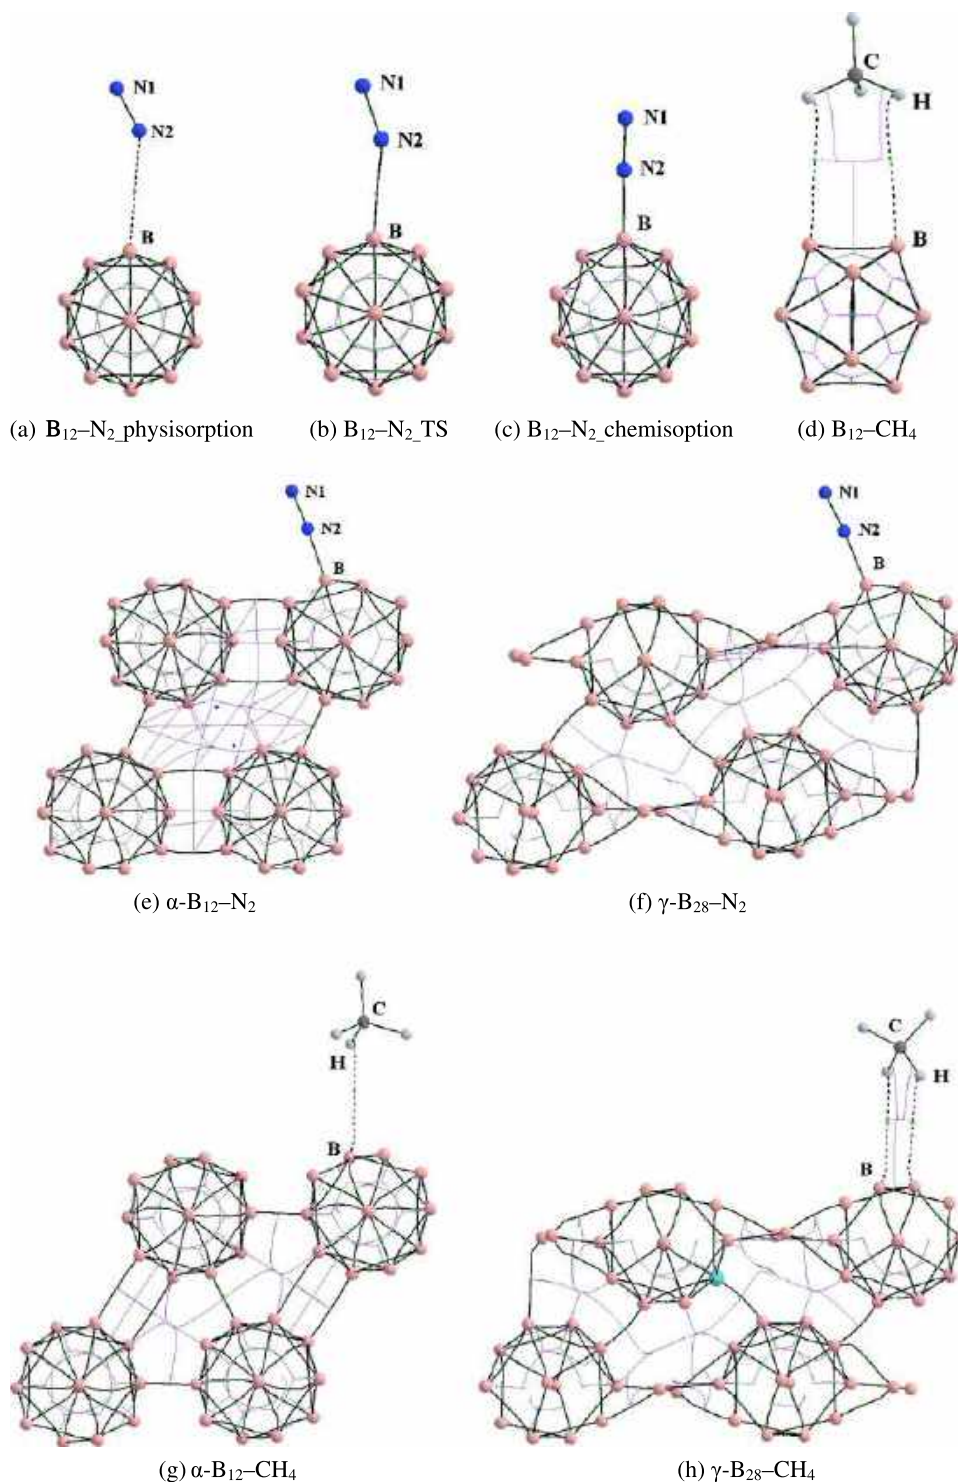 N1
N2
B
N1
N2
B
N1
N2
B
C
H
B
(a) B₁₂–N₂_physisorption
(b) B₁₂–N₂_TS
(c) B₁₂–N₂_chemisoption
(d) B₁₂–CH₄
N1
N2
B
N1
N2
B
(e) α-B₁₂–N₂
(f) γ-B₂₈–N₂
C
H
B
C
H
B
(g) α-B₁₂–CH₄
(h) γ-B₂₈–CH₄